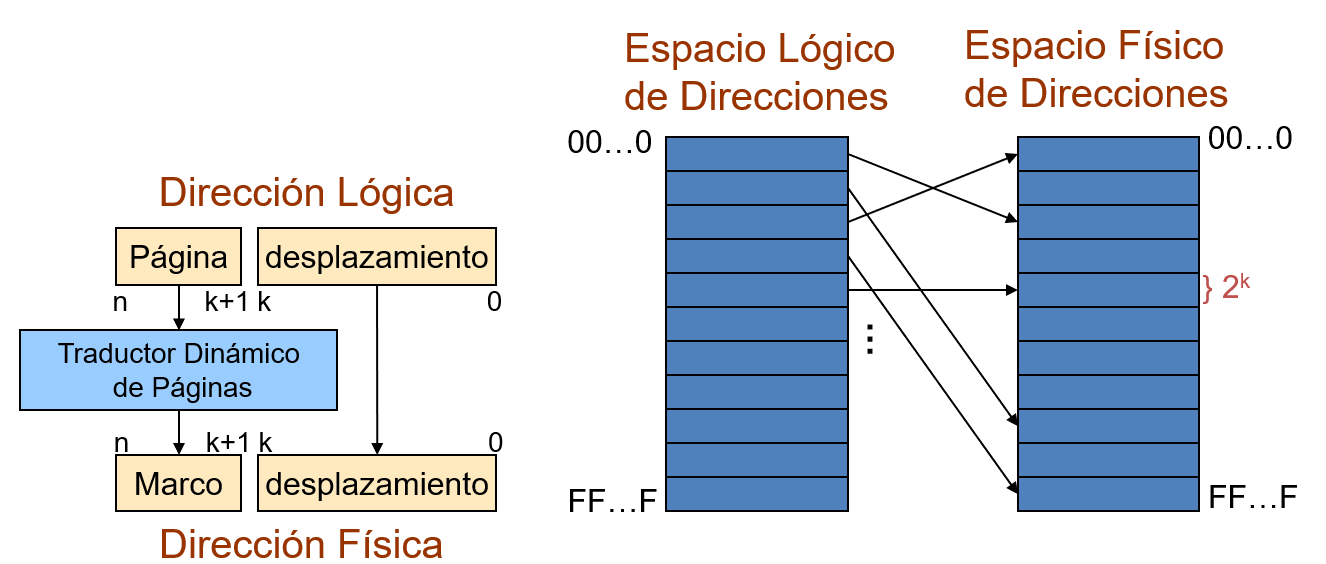 Dirección Lógica
Página desplazamiento
n k+1 k 0
Traductor Dinámico
de Páginas
n k+1 k 0
Marco desplazamiento
Dirección Física
Espacio Lógico
de Direcciones
00…0
⋮
FF…F
Espacio Físico
de Direcciones
00…0
} 2ᵏ
FF…F